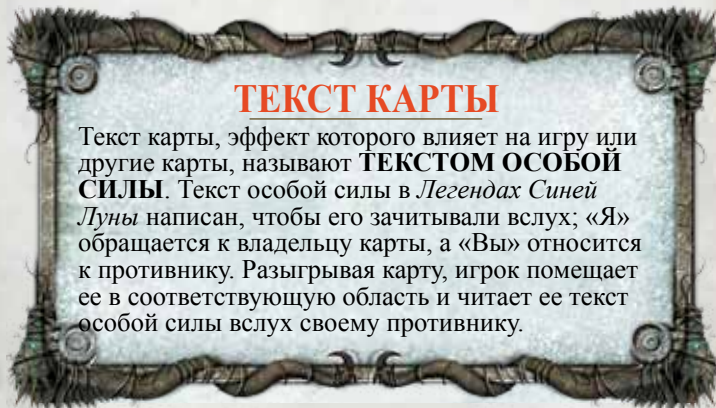 ТЕКСТ КАРТЫ
Текст карты, эффект которого влияет на игру или
другие карты, называют ТЕКСТОМ ОСОБОЙ
СИЛЫ. Текст особой силы в Легендах Синей
Луны написан, чтобы его зачитывали вслух; «Я»
обращается к владельцу карты, а «Вы» относится
к противнику. Разыгрывая карту, игрок помещает
ее в соответствующую область и читает ее текст
особой силы вслух своему противнику.